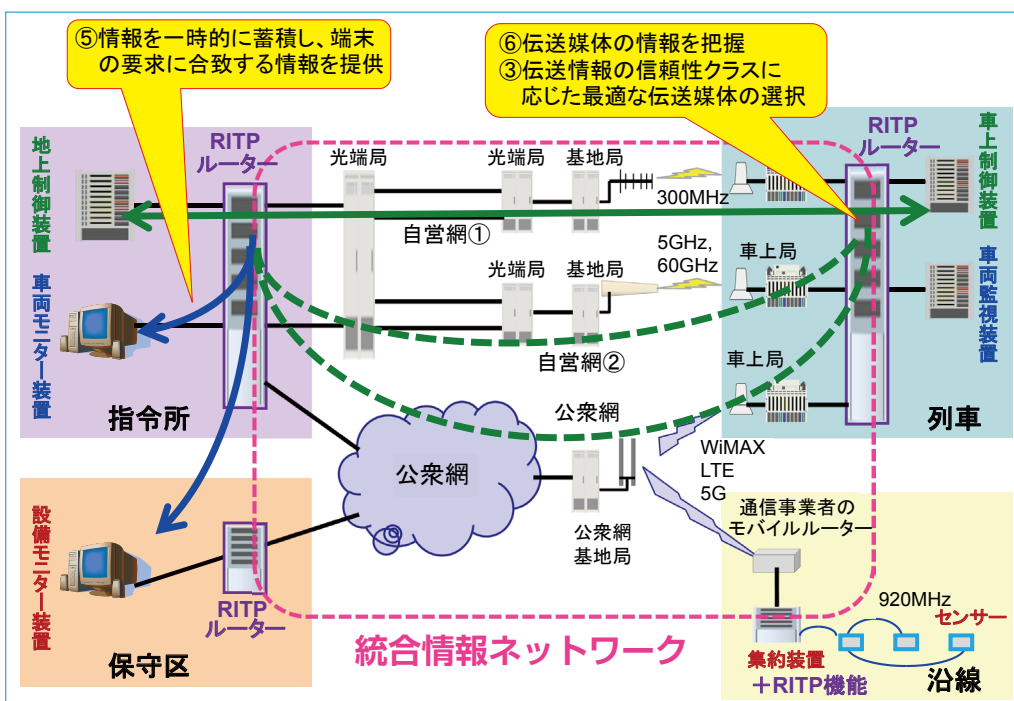 ⑤情報を一時的に蓄積し、端末
の要求に合致する情報を提供
⑥伝送媒体の情報を把握
③伝送情報の信頼性クラスに
応じた最適な伝送媒体の選択
地上制御装置
RITP
ルーター
光端局
光端局
基地局
300MHz
RITP
ルーター
車上制御装置
自営網①
車両モニター装置
光端局
基地局
5GHz,
60GHz
車上局
車両監視装置
自営網②
車上局
指令所
公衆網
列車
公衆網
WiMAX
LTE
5G
設備モニター装置
公衆網
基地局
通信事業者の
モバイルルーター
RITP
ルーター
920MHz
センサー
保守区
統合情報ネットワーク
集約装置
＋RITP機能
沿線